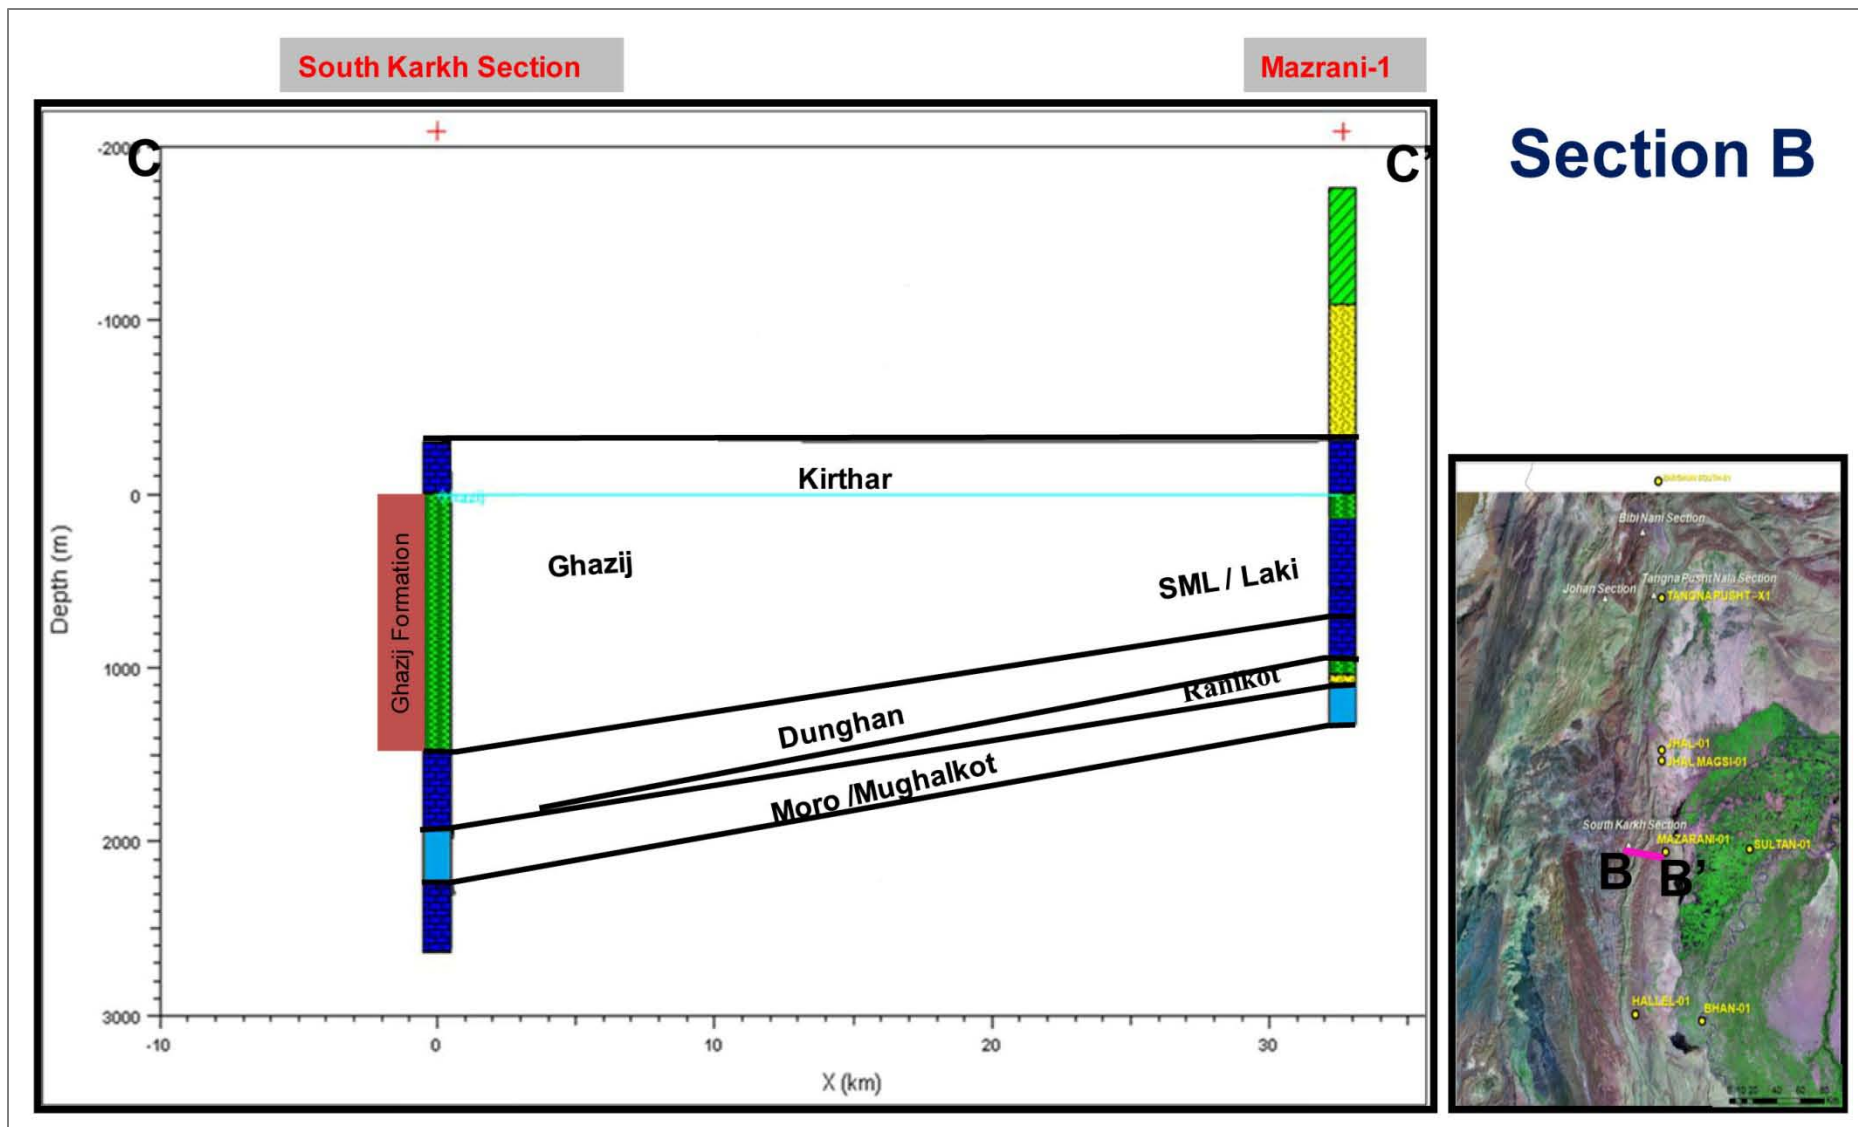 South Karkh Section
Mazrani-1
Section B
C
C'
-1000
0
1000
2000
3000
-10
0
10
20
30
Depth (m)
X (km)
Kirthar
Ghazij
Ghazij Formation
SML / Laki
Dunghan
Ranikot
Moro /Mughalkot
Bibi Nani Section
Tangna Pusht Nala Section
Johan Section
TANGNA PUSHT -X1
JHAL-01
JHAL MAGSI-01
South Karkh Section
MAZARANI-01
SULTAN-01
B
B'
HALLEL-01
BHAN-01